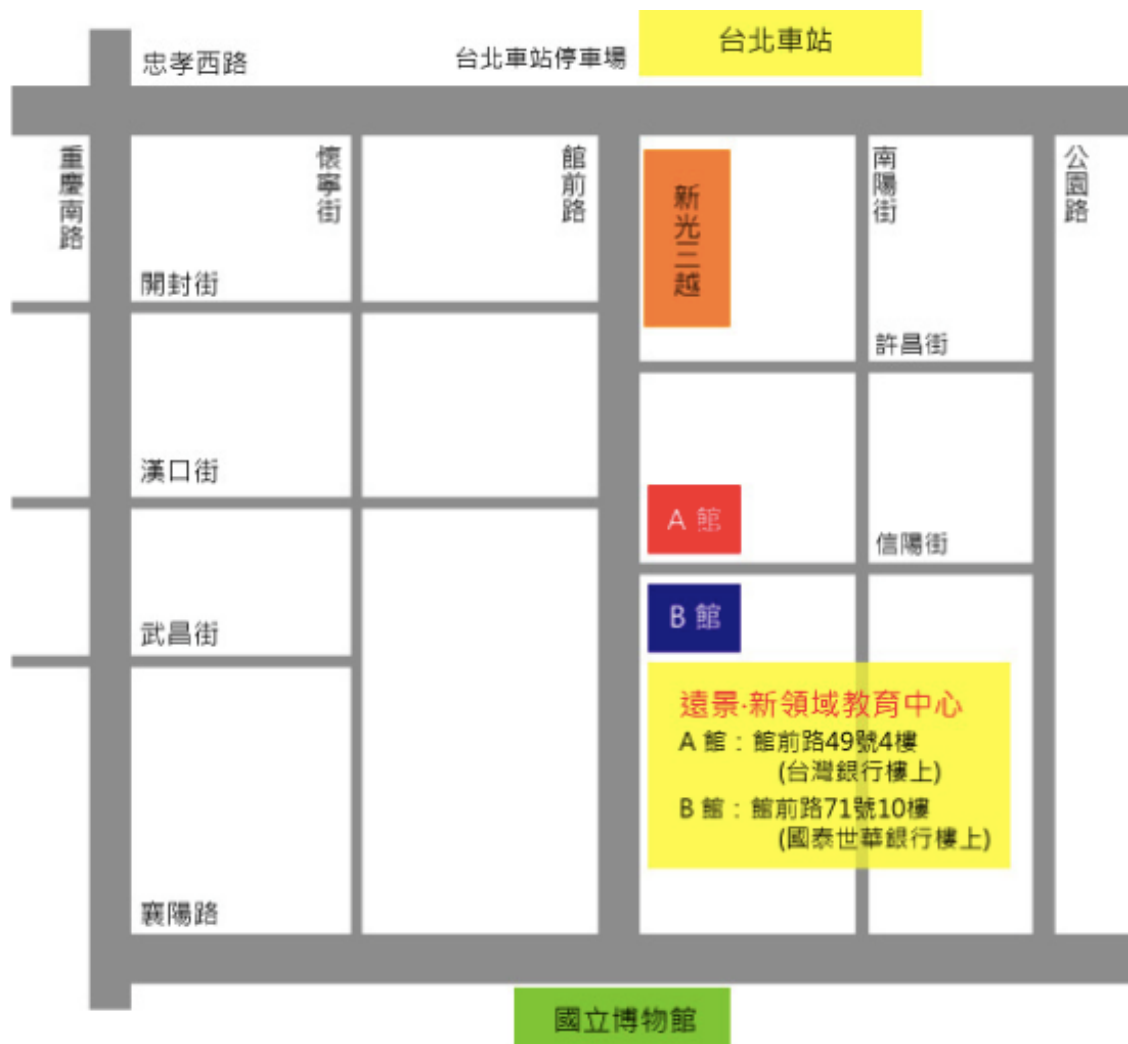 台北車站
忠孝西路
台北車站停車場
重慶南路
懷寧街
館前路
新光三越
南陽街
公園路
開封街
許昌街
漢口街
A 館
信陽街
B 館
武昌街
遠景·新領域教育中心
A 館：館前路49號4樓
(台灣銀行樓上)
B 館：館前路71號10樓
(國泰世華銀行樓上)
襄陽路
國立博物館